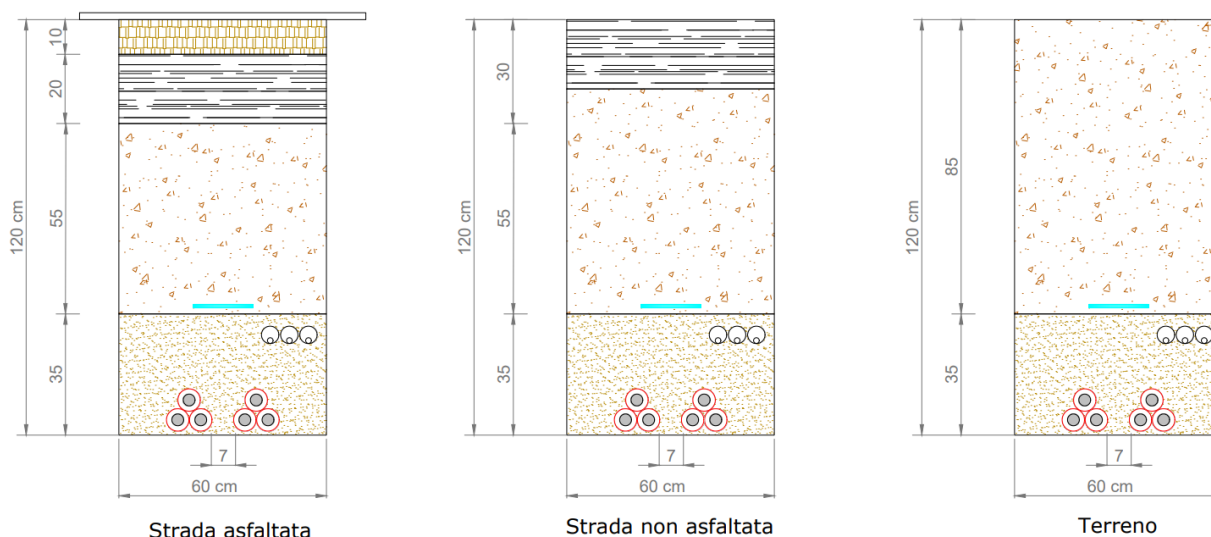 10
20
55
35
120 cm
7
60 cm
Strada asfaltata
30
55
35
120 cm
7
60 cm
Strada non asfaltata
85
35
120 cm
7
60 cm
Terreno